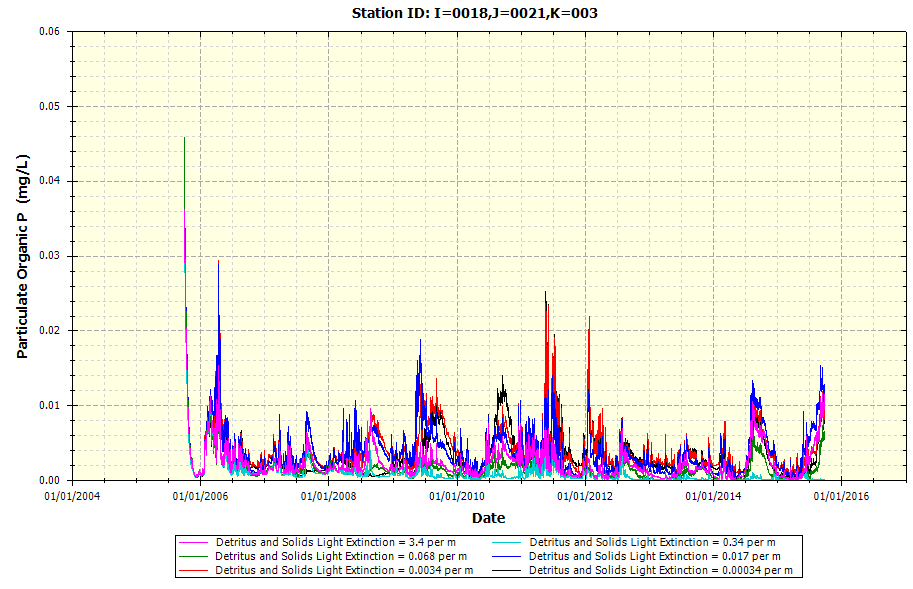 Station ID: I=0018,J=0021,K=003
Particulate Organic P (mg/L)
0.06
0.05
0.04
0.03
0.02
0.01
0.00
01/01/2004 01/01/2006 01/01/2008 01/01/2010 01/01/2012 01/01/2014 01/01/2016
Date
Detritus and Solids Light Extinction = 3.4 per m Detritus and Solids Light Extinction = 0.34 per m
Detritus and Solids Light Extinction = 0.068 per m Detritus and Solids Light Extinction = 0.017 per m
Detritus and Solids Light Extinction = 0.0034 per m Detritus and Solids Light Extinction = 0.00034 per m